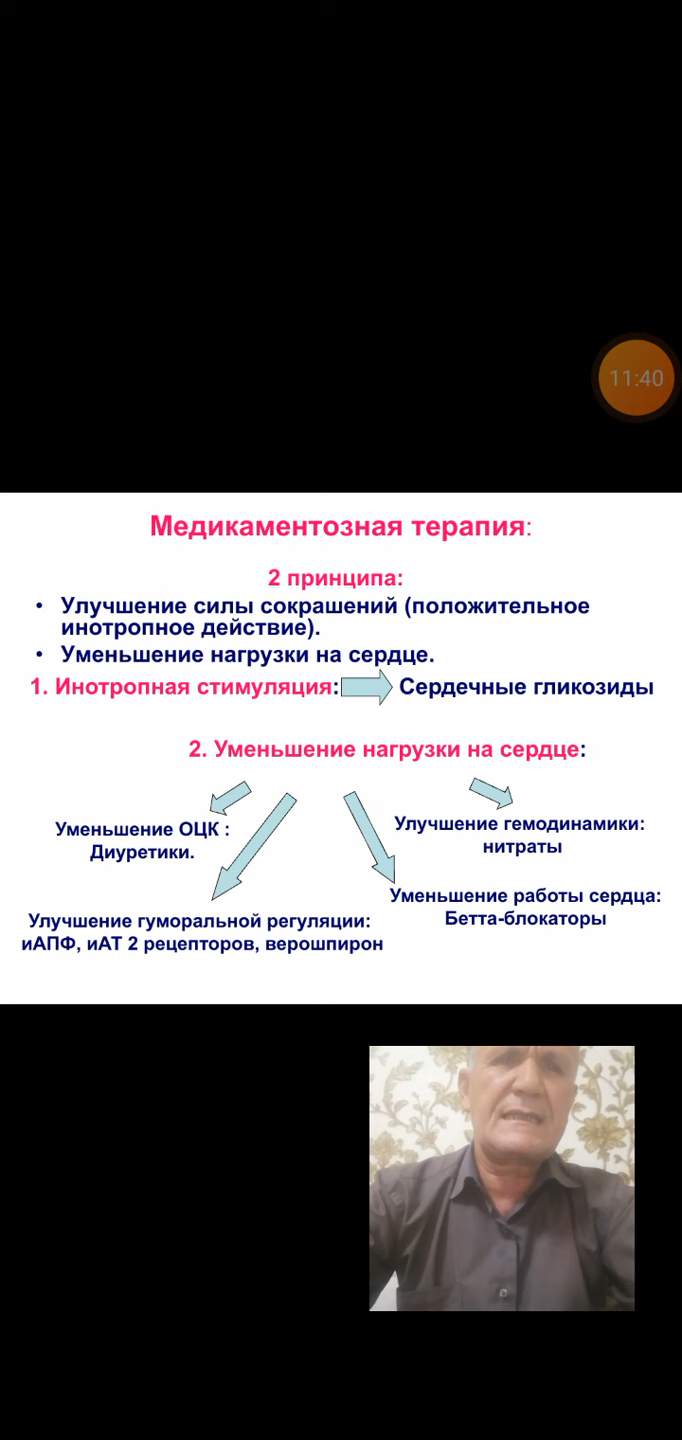 11:40
Медикаментозная терапия:
2 принципа:
• Улучшение силы сокрашений (положительное
инотропное действие).
• Уменьшение нагрузки на сердце.
1. Инотропная стимуляция: Сердечные гликозиды
2. Уменьшение нагрузки на сердце:
Уменьшение ОЦК :
Диуретики.
Улучшение гемодинамики:
нитраты
Улучшение гуморальной регуляции:
иАПФ, иАТ 2 рецепторов, верошпирон
Уменьшение работы сердца:
Бетта-блокаторы